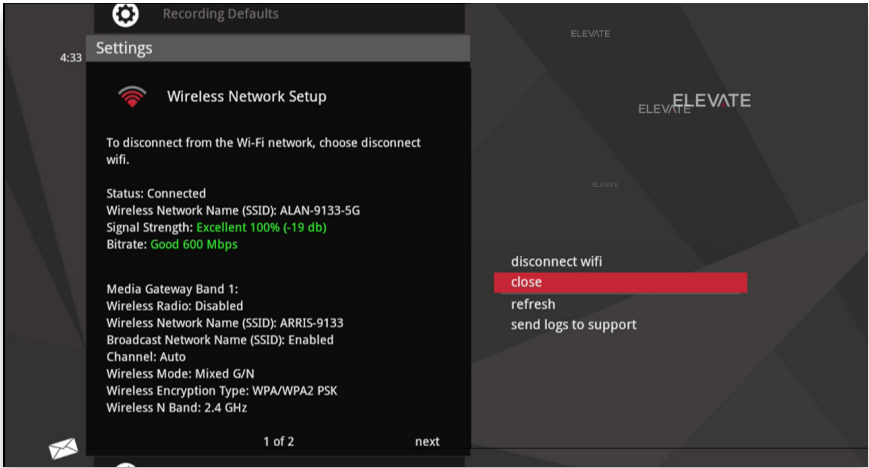 Recording Defaults
Settings
4:33
Wireless Network Setup
To disconnect from the Wi-Fi network, choose disconnect
wifi.
Status: Connected
Wireless Network Name (SSID): ALAN-9133-5G
Signal Strength: Excellent 100% (-19 db)
Bitrate: Good 600 Mbps
Media Gateway Band 1:
Wireless Radio: Disabled
Wireless Network Name (SSID): ARRIS-9133
Broadcast Network Name (SSID): Enabled
Channel: Auto
Wireless Mode: Mixed G/N
Wireless Encryption Type: WPA/WPA2 PSK
Wireless N Band: 2.4 GHz
1 of 2 next
ELEVATE
ELEVATE
ELEVATE
ELEVATE
disconnect wifi
close
refresh
send logs to support